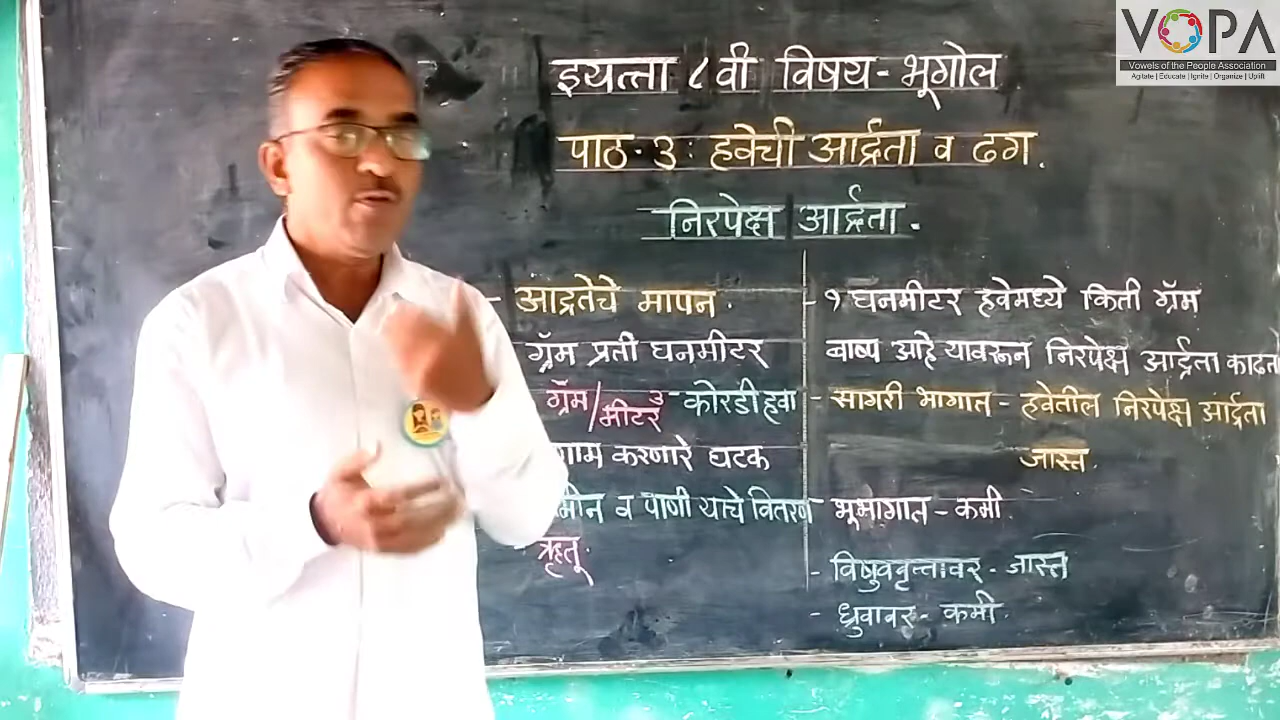 VOPA
Vowels of the People Association
Agitate | Educate | Ignite | Organize | Uplift
इयत्ता ८ वी विषय - भूगोल
पाठ - ३ : हवेची आर्द्रता व ढग.
निरपेक्ष आर्द्रता.
- आद्रतेचे मापन.
ग्रॅम प्रती घनमीटर
ग्रॅम/मीटर³ - कोरडी हवा
करणारे घटक
व पाणी याचे वितरण
ऋतू.
- १ घनमीटर हवेमध्ये किती ग्रॅम
बाष्प आहे यावरून निरपेक्ष आर्द्रता काढतो
- सागरी भागात - हवेतील निरपेक्ष आर्द्रता
जास्त.
भूभागात - कमी.
- विषुववृत्तावर - जास्त
- ध्रुवावर - कमी.